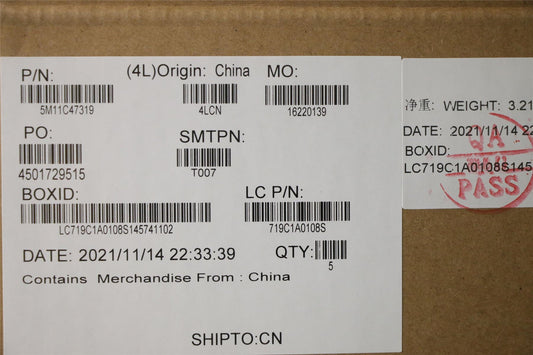 P/N: (4L)Origin: China MO:
5M11C47319 4LCN 16220139
PO: SMTPN:
4501729515 T007
BOXID: LC P/N:
LC719C1A0108S145741102 719C1A0108S
DATE: 2021/11/14 22:33:39 QTY:
5
Contains Merchandise From : China
SHIPTO:CN
净重: WEIGHT: 3.21
DATE: 2021/11/14 22
BOXID:
LC719C1A0108S145
QA
PASS